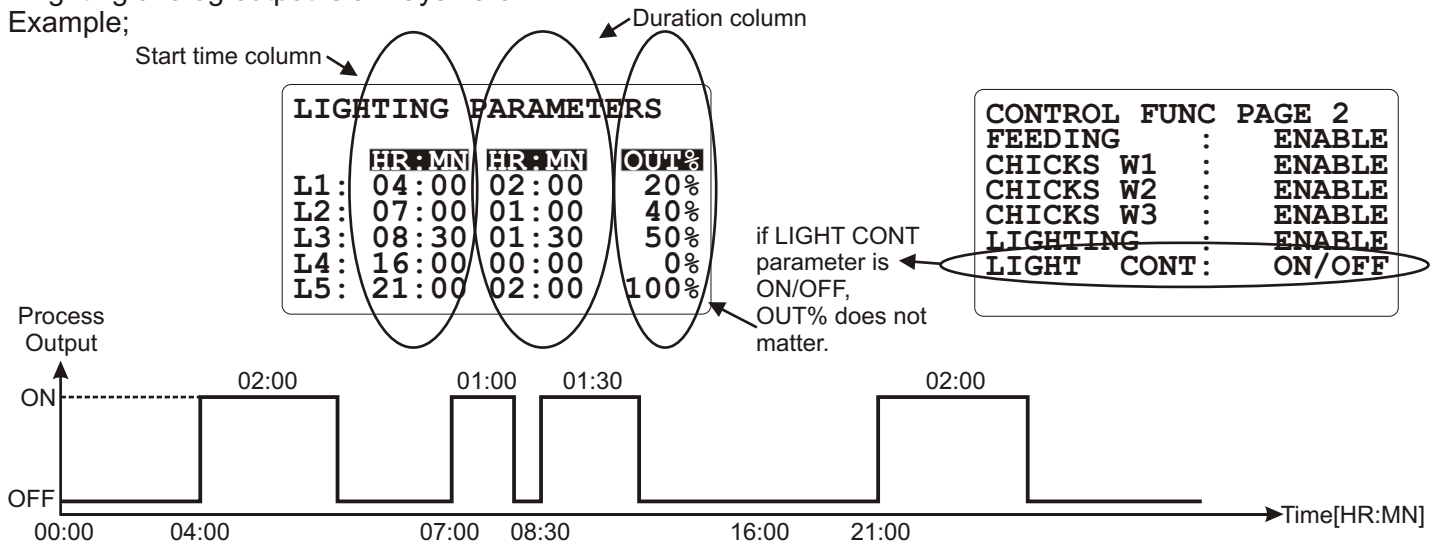 Example;
Start time column
Duration column
LIGHTING PARAMETERS
HR:MN HR:MN OUT%
L1: 04:00 02:00 20%
L2: 07:00 01:00 40%
L3: 08:30 01:30 50%
L4: 16:00 00:00 0%
L5: 21:00 02:00 100%
if LIGHT CONT
parameter is
ON/OFF,
OUT% does not
matter.
CONTROL FUNC PAGE 2
FEEDING : ENABLE
CHICKS W1 : ENABLE
CHICKS W2 : ENABLE
CHICKS W3 : ENABLE
LIGHTING : ENABLE
LIGHT CONT: ON/OFF
Process
Output
ON
OFF
02:00 01:00 01:30 02:00
00:00 04:00 07:00 08:30 16:00 21:00
Time[HR:MN]